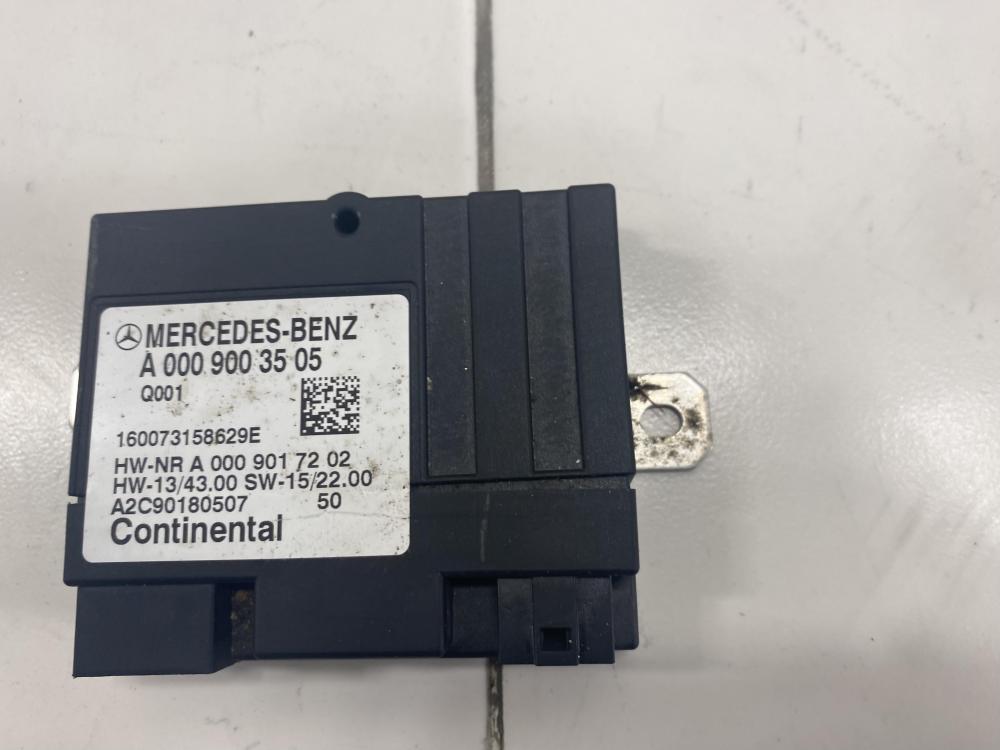 MERCEDES-BENZ
A 000 900 35 05
Q001
160073158629E
HW-NR A 000 901 72 02
HW-13/43.00 SW-15/22.00
A2C90180507 50
Continental